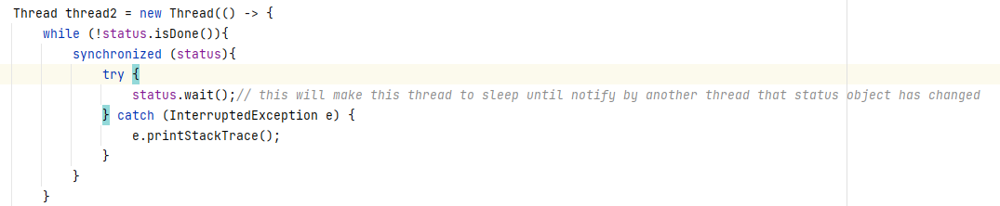 Thread thread2 = new Thread(() -> {
while (!status.isDone()){
synchronized (status){
try {
status.wait();// this will make this thread to sleep until notify by another thread that status object has changed
} catch (InterruptedException e) {
e.printStackTrace();
}
}
}